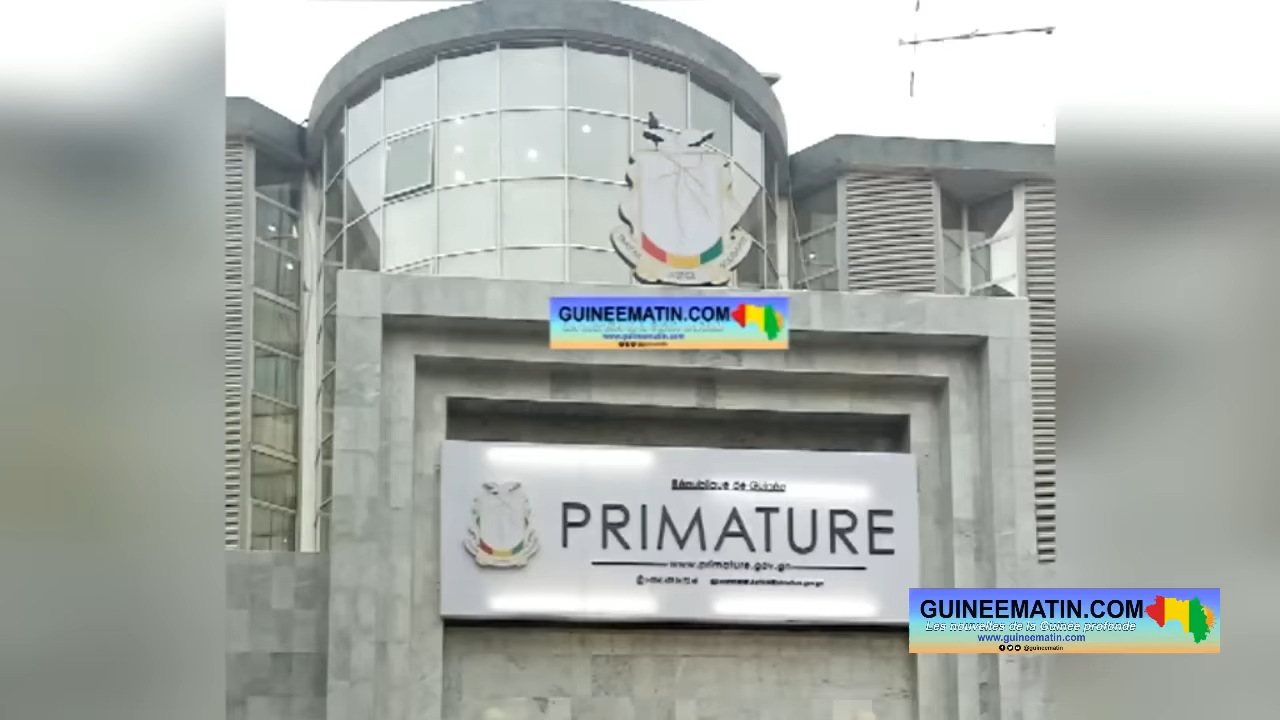 GUINEEMATIN.COM
www.guineematin.com
République de Guinée
PRIMATURE
www.primature.gov.gn
GUINEEMATIN.COM
Les nouvelles de la Guinée profonde
www.guineematin.com
@guineematin